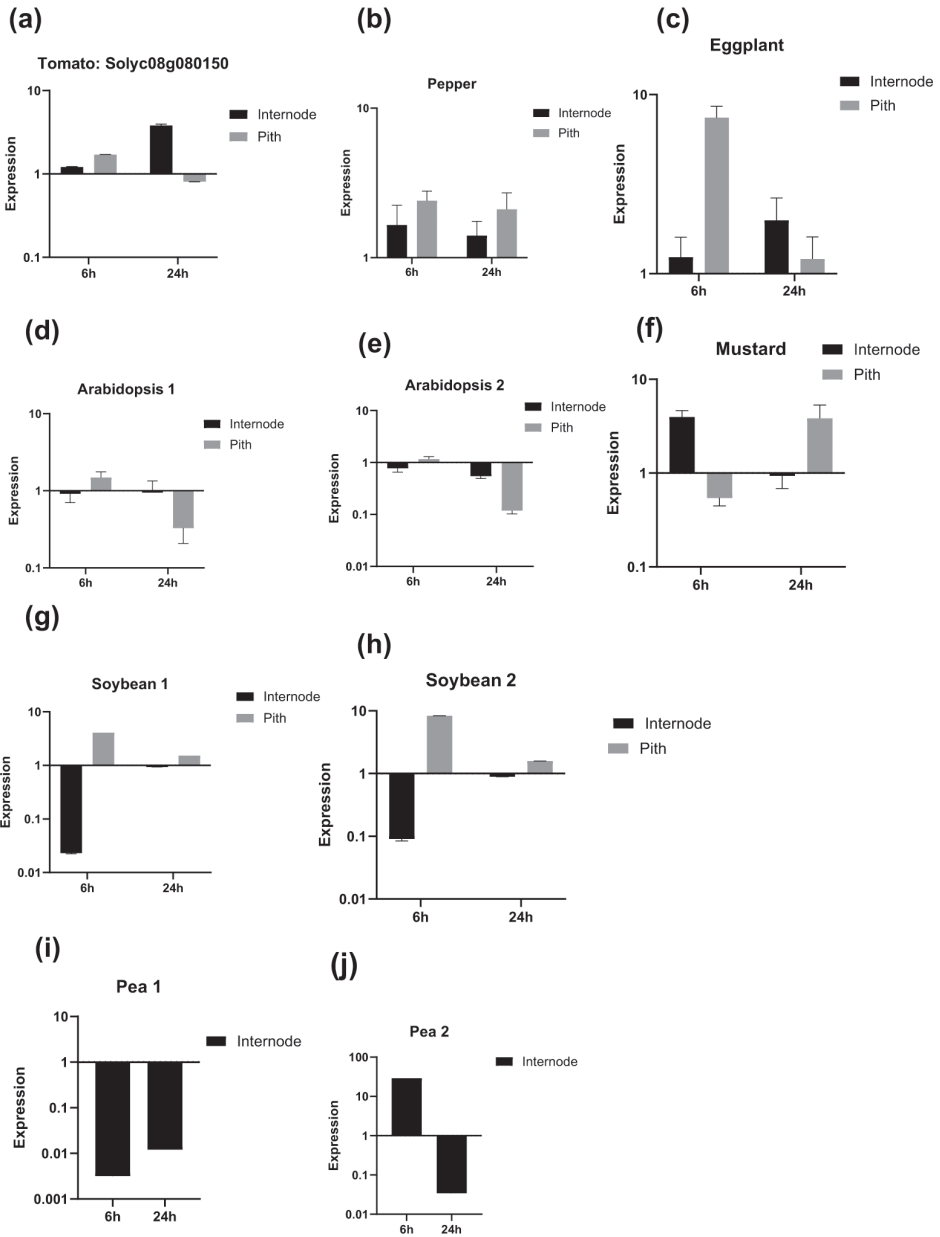 (a)
Tomato: Solyc08g080150
10
1
0.1
Expression
6h
24h
Internode
Pith
(b)
Pepper
10
1
Expression
6h
24h
Internode
Pith
(c)
Eggplant
10
1
Expression
6h
24h
Internode
Pith
(d)
Arabidopsis 1
10
1
0.1
Expression
6h
24h
Internode
Pith
(e)
Arabidopsis 2
10
1
0.1
0.01
Expression
6h
24h
Internode
Pith
(f)
Mustard
10
1
0.1
Expression
6h
24h
Internode
Pith
(g)
Soybean 1
10
1
0.1
0.01
Expression
6h
24h
Internode
Pith
(h)
Soybean 2
10
1
0.1
0.01
Expression
6h
24h
Internode
Pith
(i)
Pea 1
10
1
0.1
0.01
0.001
Expression
6h
24h
Internode
(j)
Pea 2
100
10
1
0.1
0.01
Expression
6h
24h
Internode